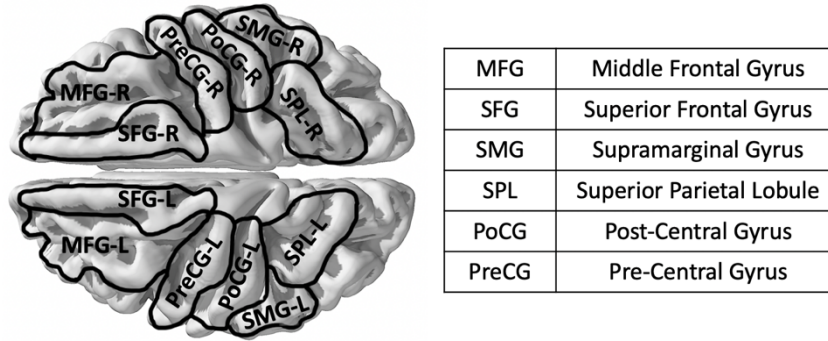 SMG-R
PoCG-R
PreCG-R
MFG-R
SPL-R
SFG-R
SFG-L
MFG-L
PreCG-L
PoCG-L
SPL-L
SMG-L
MFG Middle Frontal Gyrus
SFG Superior Frontal Gyrus
SMG Supramarginal Gyrus
SPL Superior Parietal Lobule
PoCG Post-Central Gyrus
PreCG Pre-Central Gyrus